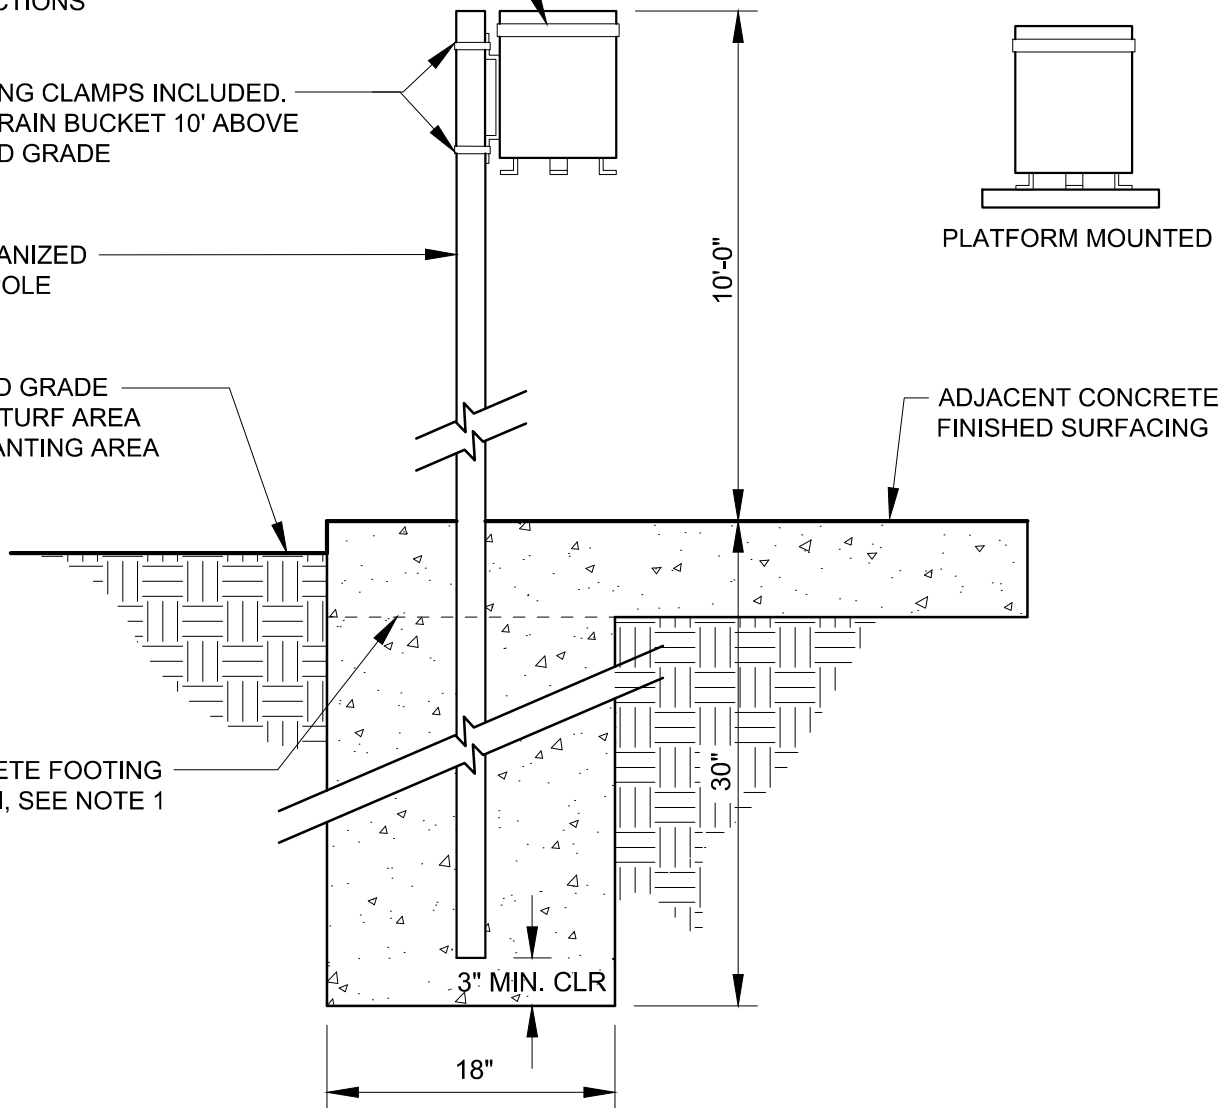 CTIONS
NG CLAMPS INCLUDED.
RAIN BUCKET 10' ABOVE
D GRADE
ANIZED
POLE
D GRADE
TURF AREA
ANTING AREA
ETE FOOTING
, SEE NOTE 1
10'-0"
30"
3" MIN. CLR
18"
PLATFORM MOUNTED
ADJACENT CONCRETE
FINISHED SURFACING